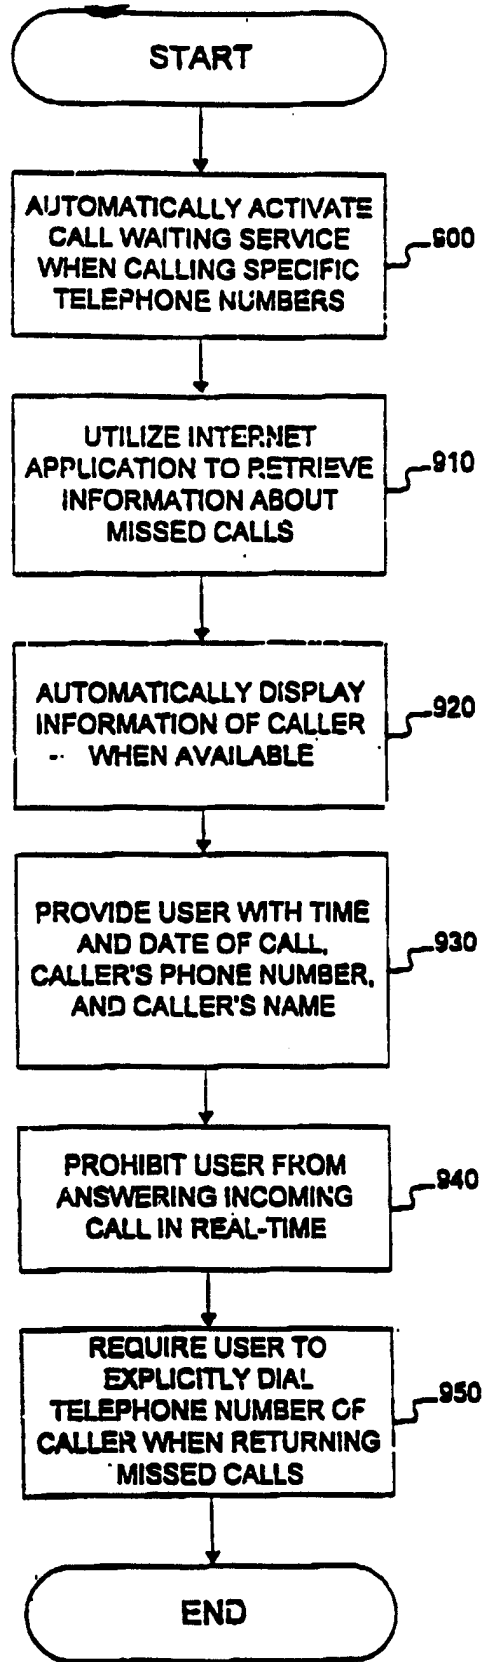 START
AUTOMATICALLY ACTIVATE
CALL WAITING SERVICE
WHEN CALLING SPECIFIC
TELEPHONE NUMBERS
900
UTILIZE INTERNET
APPLICATION TO RETRIEVE
INFORMATION ABOUT
MISSED CALLS
910
AUTOMATICALLY DISPLAY
INFORMATION OF CALLER
WHEN AVAILABLE
920
PROVIDE USER WITH TIME
AND DATE OF CALL,
CALLER'S PHONE NUMBER,
AND CALLER'S NAME
930
PROHIBIT USER FROM
ANSWERING INCOMING
CALL IN REAL-TIME
940
REQUIRE USER TO
EXPLICITLY DIAL
TELEPHONE NUMBER OF
CALLER WHEN RETURNING
MISSED CALLS
950
END